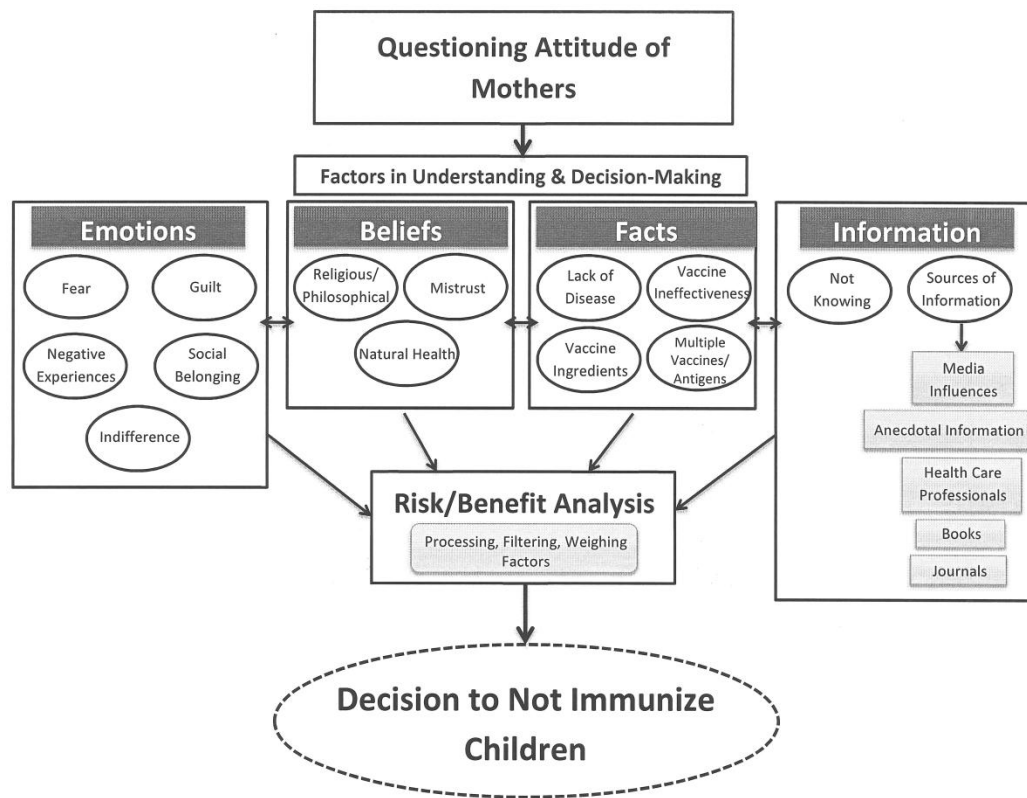 Questioning Attitude of
Mothers
Factors in Understanding & Decision-Making
Emotions
Fear
Guilt
Negative
Experiences
Social
Belonging
Indifference
Beliefs
Religious/
Philosophical
Mistrust
Natural Health
Facts
Lack of
Disease
Vaccine
Ineffectiveness
Vaccine
Ingredients
Multiple
Vaccines/
Antigens
Information
Not
Knowing
Sources of
Information
Media
Influences
Anecdotal Information
Health Care
Professionals
Books
Journals
Risk/Benefit Analysis
Processing, Filtering, Weighing
Factors
Decision to Not Immunize
Children